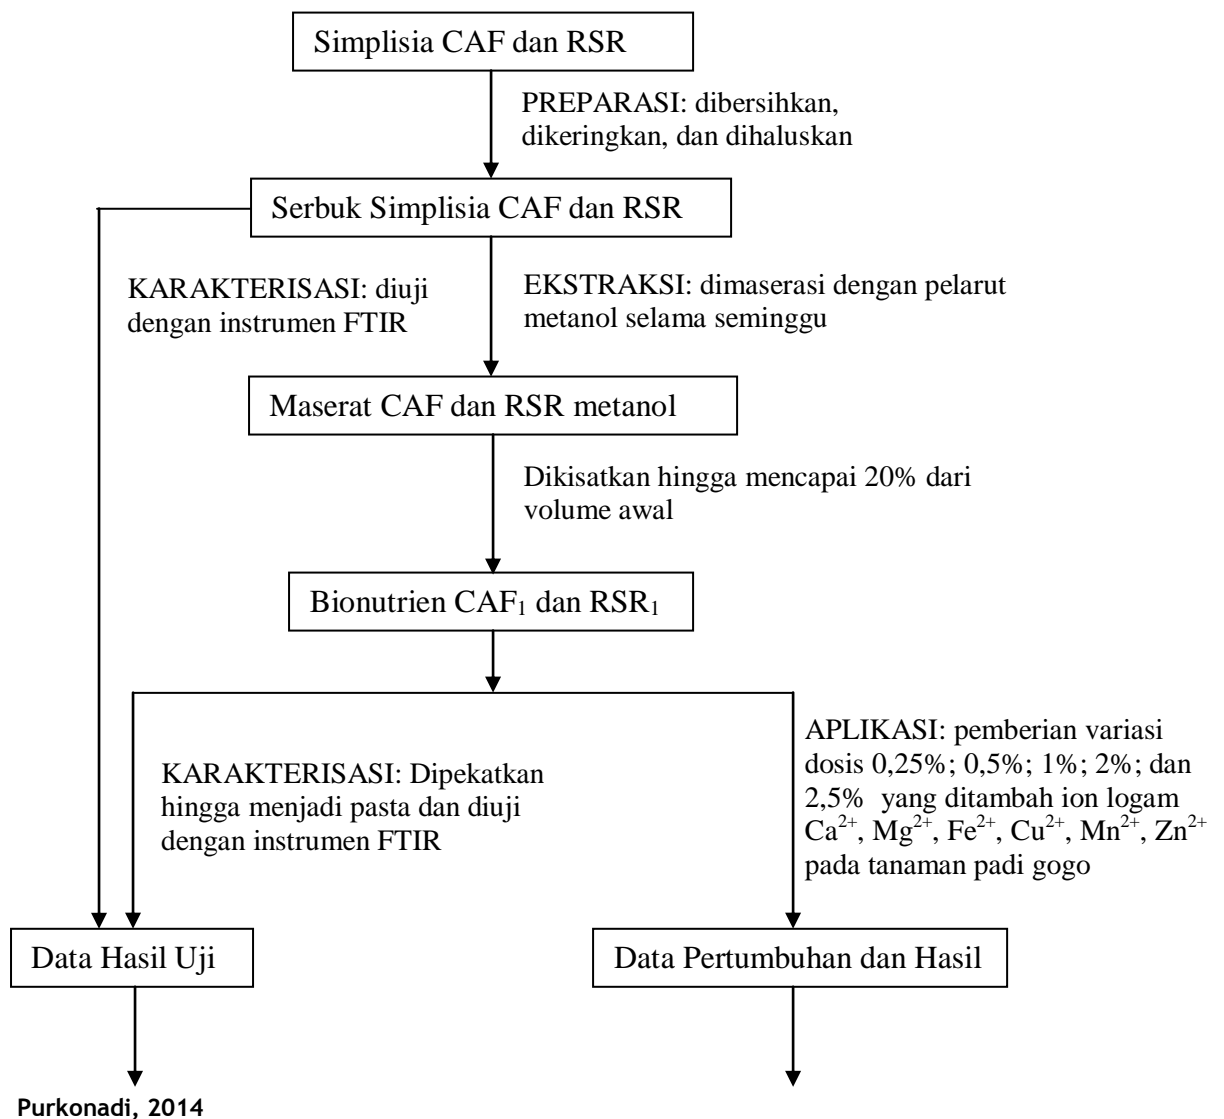 Simplisia CAF dan RSR
PREPARASI: dibersihkan,
dikeringkan, dan dihaluskan
Serbuk Simplisia CAF dan RSR
KARAKTERISASI: diuji
dengan instrumen FTIR
EKSTRAKSI: dimaserasi dengan pelarut
metanol selama seminggu
Maserat CAF dan RSR metanol
Dikisatkan hingga mencapai 20% dari
volume awal
Bionutrien CAF₁ dan RSR₁
KARAKTERISASI: Dipekatkan
hingga menjadi pasta dan diuji
dengan instrumen FTIR
APLIKASI: pemberian variasi
dosis 0,25%; 0,5%; 1%; 2%; dan
2,5% yang ditambah ion logam
Ca²⁺, Mg²⁺, Fe²⁺, Cu²⁺, Mn²⁺, Zn²⁺
pada tanaman padi gogo
Data Hasil Uji
Data Pertumbuhan dan Hasil
Purkonadi, 2014